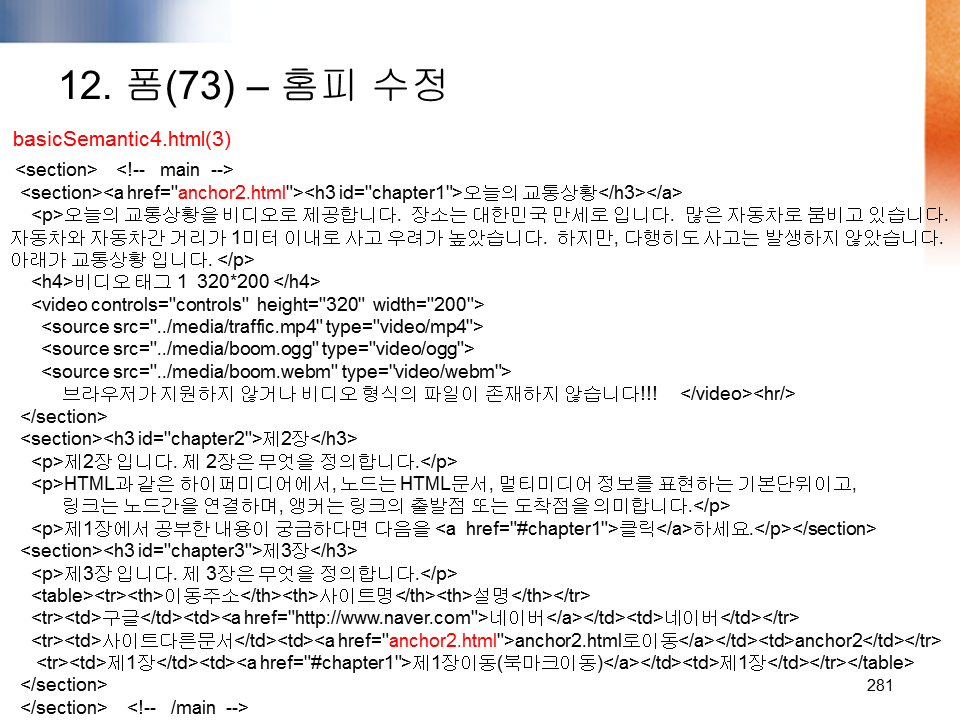 12. 폼(73) – 홈피 수정
basicSemantic4.html(3)
<section>    <!--   main  -->
<section><a href="anchor2.html"><h3 id="chapter1">오늘의 교통상황</h3></a>
<p>오늘의 교통상황을 비디오로 제공합니다.  장소는 대한민국 만세로 입니다.  많은 자동차로 붐비고 있습니다.
자동차와 자동차간 거리가 1미터 이내로 사고 우려가 높았습니다.  하지만, 다행히도 사고는 발생하지 않았습니다.
아래가 교통상황 입니다. </p>
<h4>비디오 태그 1  320*200 </h4>
<video controls="controls"  height="320"  width="200">
<source src="../media/traffic.mp4" type="video/mp4">
<source src="../media/boom.ogg" type="video/ogg">
<source src="../media/boom.webm" type="video/webm">
브라우저가 지원하지 않거나 비디오 형식의 파일이 존재하지 않습니다!!!    </video><hr/>
</section>
<section><h3 id="chapter2">제2장</h3>
<p>제2장 입니다. 제 2장은 무엇을 정의합니다.</p>
<p>HTML과 같은 하이퍼미디어에서, 노드는 HTML문서, 멀티미디어 정보를 표현하는 기본단위이고,
링크는 노드간을 연결하며, 앵커는 링크의 출발점 또는 도착점을 의미합니다.</p>
<p>제1장에서 공부한 내용이 궁금하다면 다음을 <a  href="#chapter1">클릭</a>하세요.</p></section>
<section><h3 id="chapter3">제3장</h3>
<p>제3장 입니다. 제 3장은 무엇을 정의합니다.</p>
<table><tr><th>이동주소</th><th>사이트명</th><th>설명</th></tr>
<tr><td>구글</td><td><a href="http://www.naver.com">네이버</a></td><td>네이버</td></tr>
<tr><td>사이트다른문서</td><td><a href="anchor2.html">anchor2.html로이동</a></td><td>anchor2</td></tr>
<tr><td>제1장</td><td><a href="#chapter1">제1장이동(북마크이동)</a></td><td>제1장</td></tr></table>
</section>
</section>    <!--   /main  -->
281